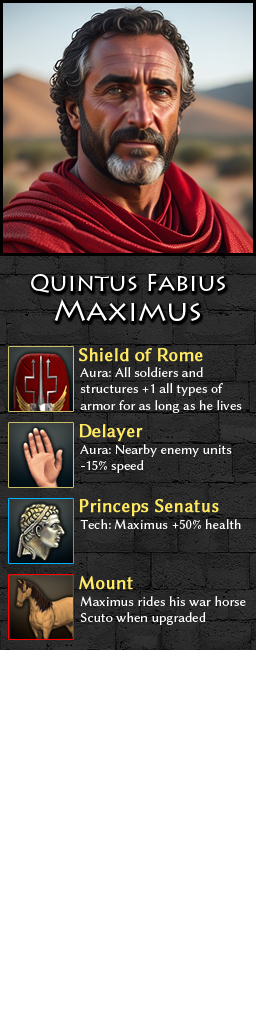 Quintus Fabius
Maximus
Shield of Rome
Aura: All soldiers and
structures +1 all types of
armor for as long as he lives
Delayer
Aura: Nearby enemy units
-15% speed
Princeps Senatus
Tech: Maximus +50% health
Mount
Maximus rides his war horse
Scuto when upgraded